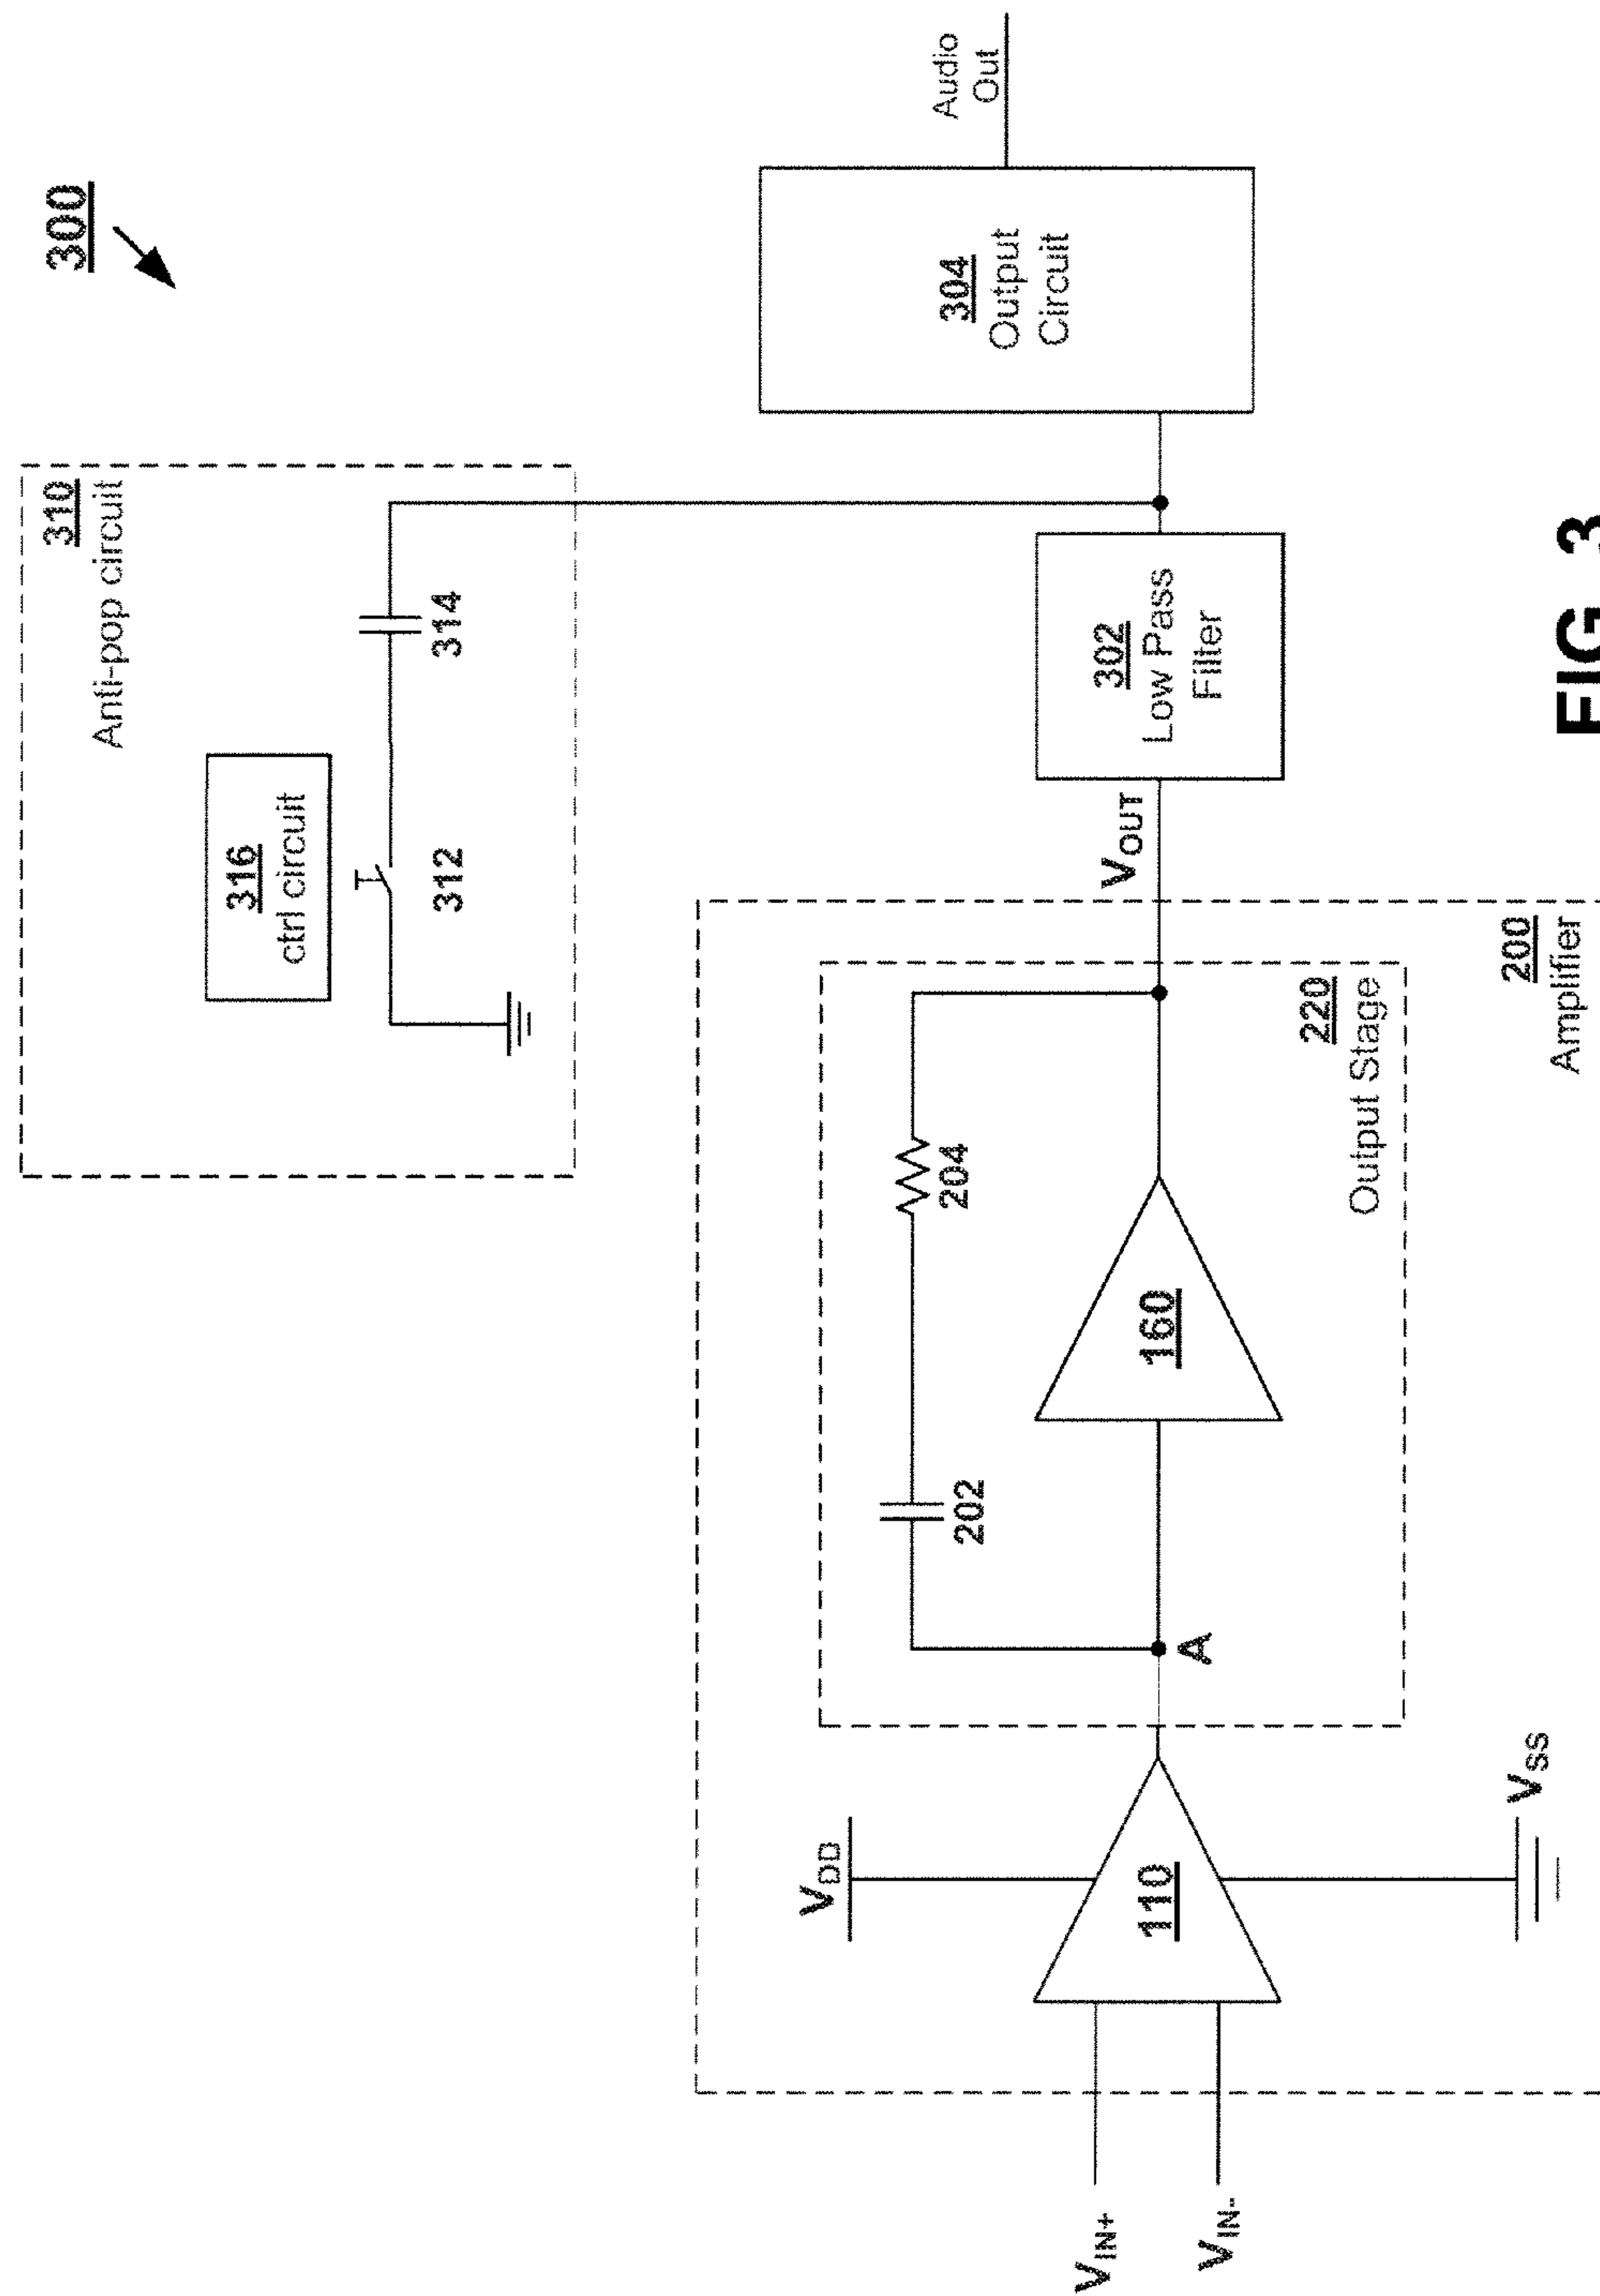 300
310
Anti-pop circuit
316
ctrl circuit
312
314
Audio
Out
304
Output
Circuit
302
Low Pass
Filter
VOUT
202
204
VDD
VIN+
VIN-
110
A
160
VSS
220
Output Stage
200
Amplifier
FIG. 3